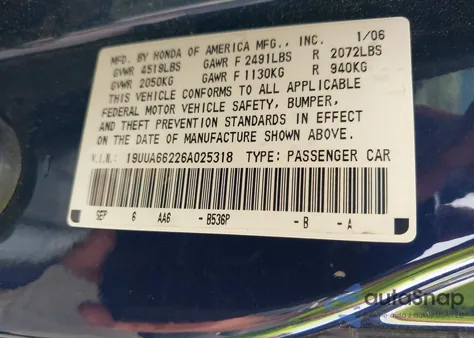 MFD. BY HONDA OF AMERICA MFG., INC. 1/06
GVWR 4519LBS GAWR F 2491LBS R 2072LBS
GVWR 2050KG GAWR F 1130KG R 940KG
THIS VEHICLE CONFORMS TO ALL APPLICABLE
FEDERAL MOTOR VEHICLE SAFETY, BUMPER,
AND THEFT PREVENTION STANDARDS IN EFFECT
ON THE DATE OF MANUFACTURE SHOWN ABOVE.
V.I.N.: 19UUA66226A025318 TYPE: PASSENGER CAR
SEP 6 AA6 -B536P -B -A
autoSnap